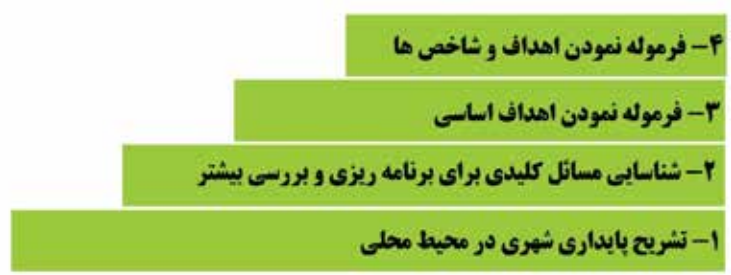 ۴- فرموله نمودن اهداف و شاخص ها
۳- فرموله نمودن اهداف اساسی
۲- شناسایی مسائل کلیدی برای برنامه ریزی و بررسی بیشتر
۱- تشریح پایداری شهری در محیط محلی